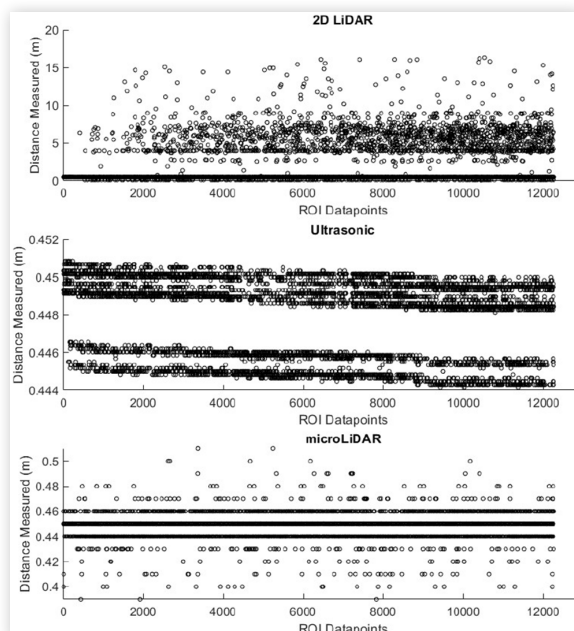 2D LiDAR
20
15
10
5
0
Distance Measured (m)
0 2000 4000 6000 8000 10000 12000
ROI Datapoints
Ultrasonic
0.452
0.45
0.448
0.446
0.444
Distance Measured (m)
0 2000 4000 6000 8000 10000 12000
ROI Datapoints
microLiDAR
0.5
0.48
0.46
0.44
0.42
0.4
Distance Measured (m)
0 2000 4000 6000 8000 10000 12000
ROI Datapoints